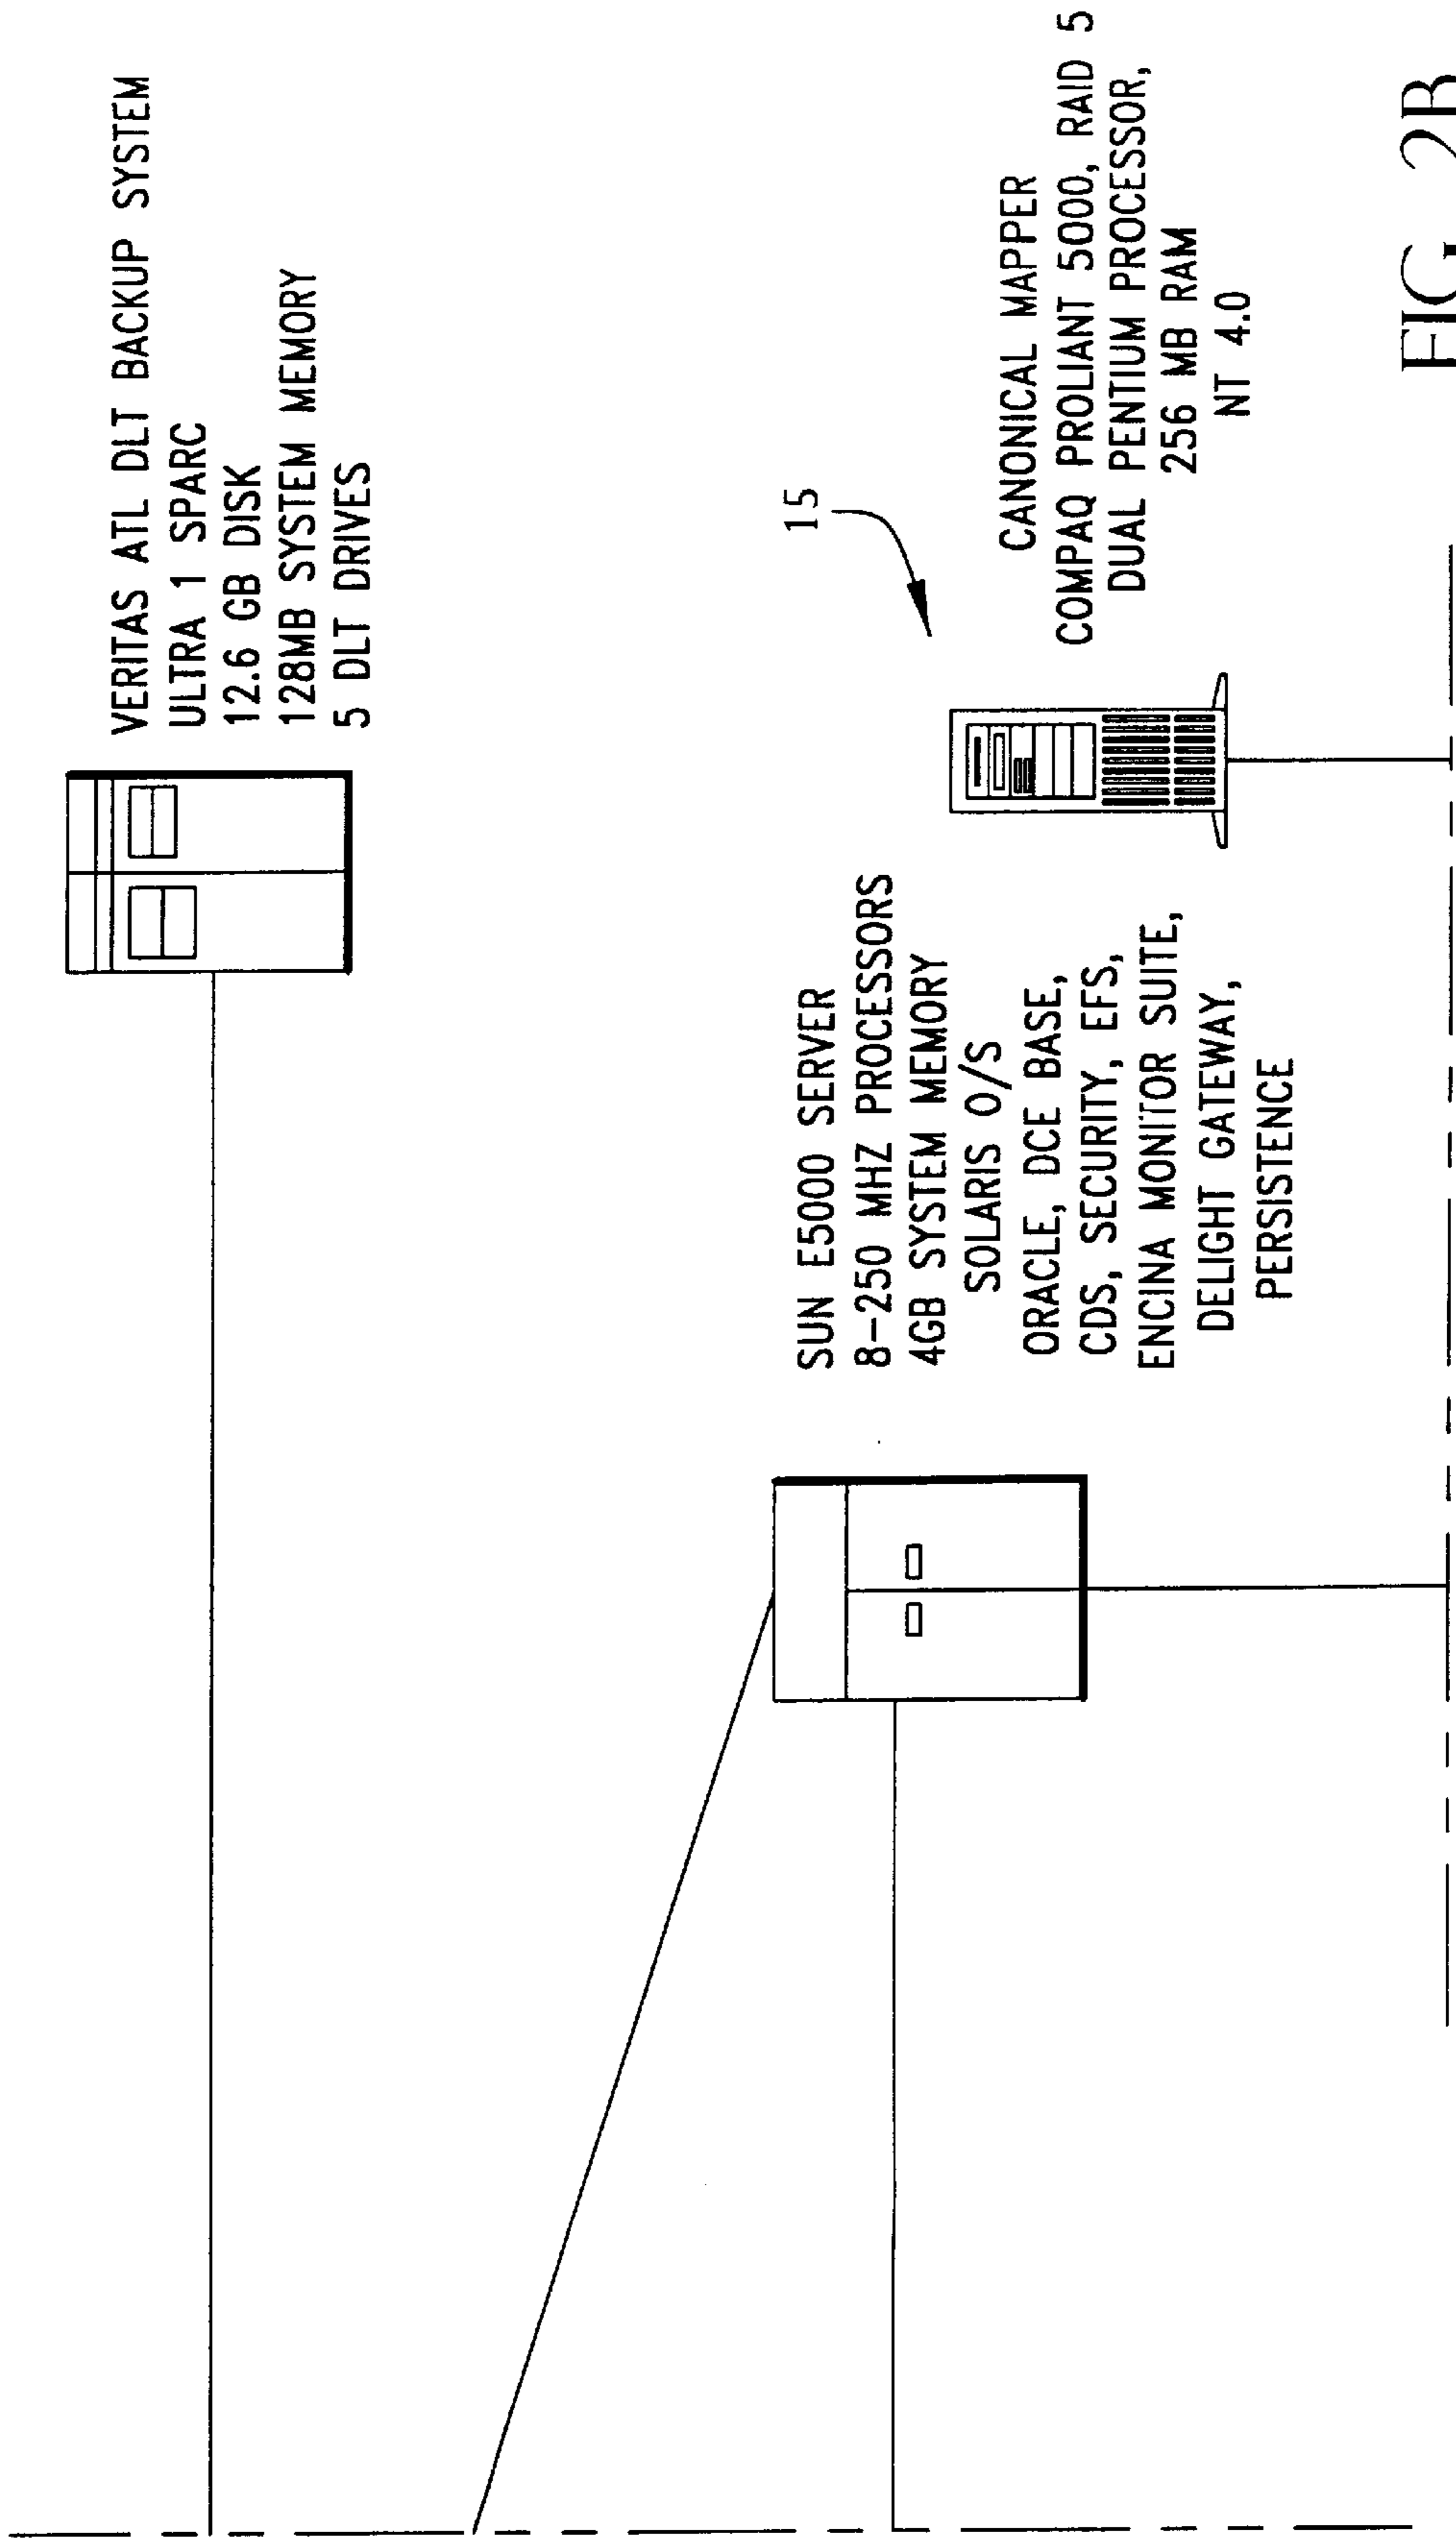 VERITAS ATL DLT BACKUP SYSTEM
ULTRA 1 SPARC
12.6 GB DISK
128MB SYSTEM MEMORY
5 DLT DRIVES
SUN E5000 SERVER
8-250 MHZ PROCESSORS
4GB SYSTEM MEMORY
SOLARIS O/S
ORACLE, DCE BASE,
CDS, SECURITY, EFS,
ENCINA MONITOR SUITE,
DELIGHT GATEWAY,
PERSISTENCE
15
CANONICAL MAPPER
COMPAQ PROLIANT 5000, RAID 5
DUAL PENTIUM PROCESSOR,
256 MB RAM
NT 4.0
FIG 2B